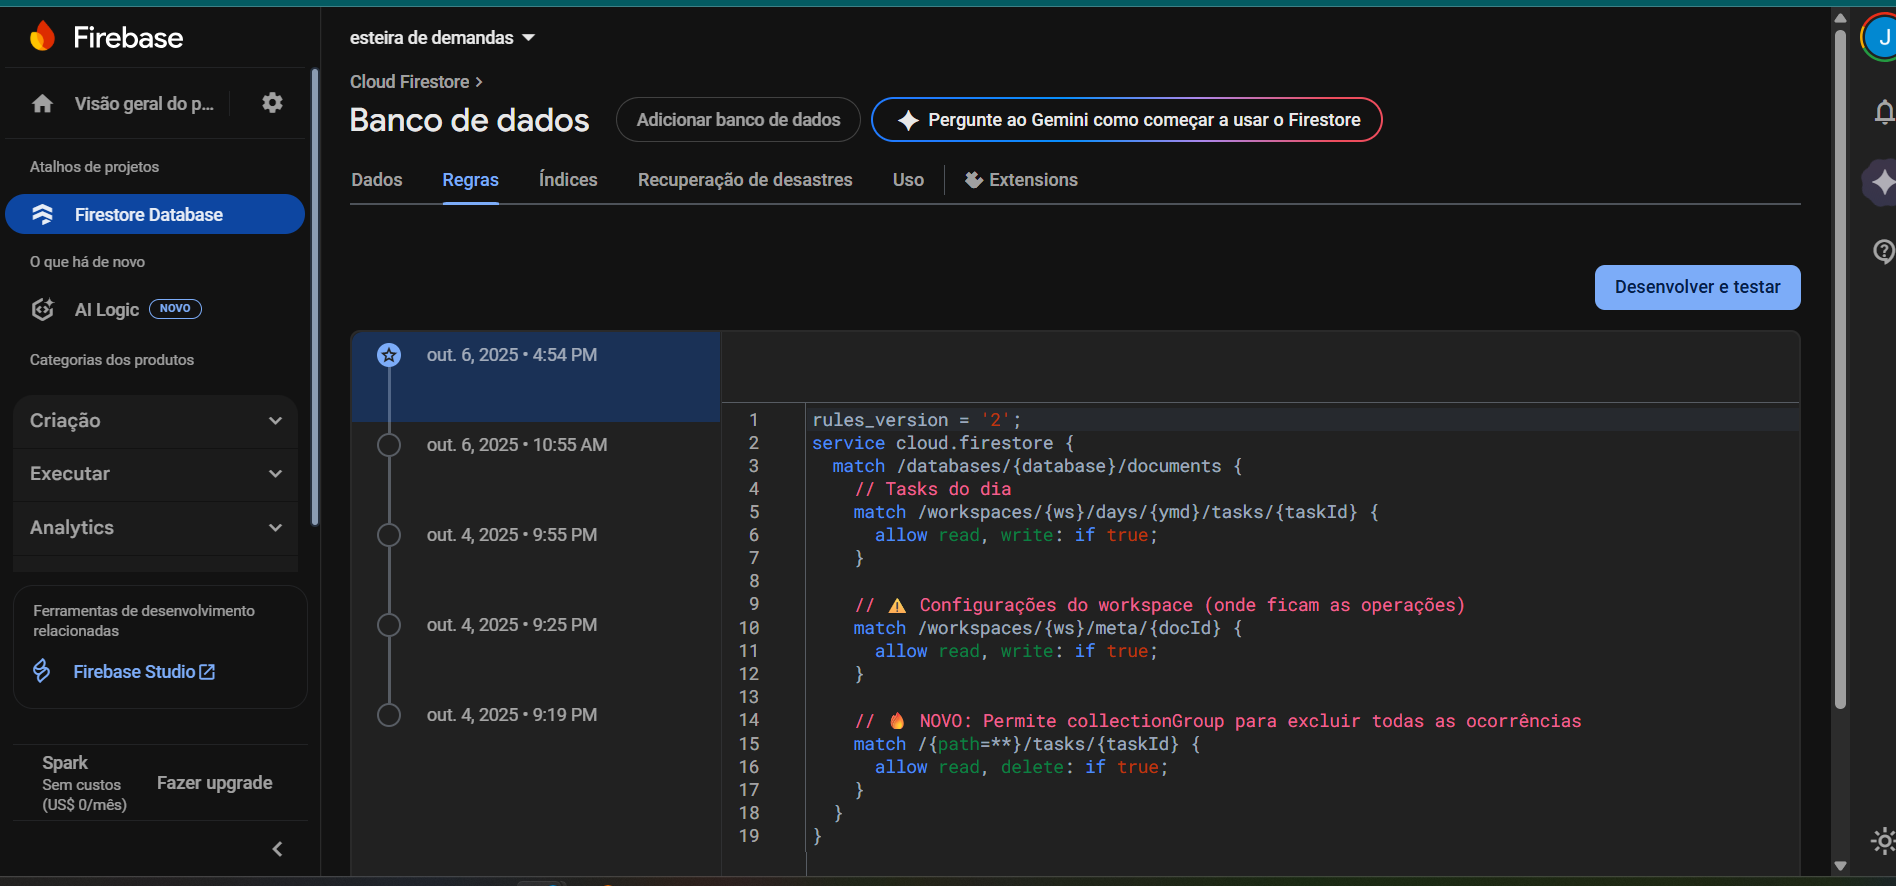 Firebase
Visão geral do p...
Atalhos de projetos
Firestore Database
O que há de novo
AI Logic NOVO
Categorias dos produtos
Criação
Executar
Analytics
Ferramentas de desenvolvimento
relacionadas
Firebase Studio
Spark
Sem custos
(US$ 0/mês)
Fazer upgrade
esteira de demandas
Cloud Firestore >
Banco de dados
Adicionar banco de dados
Pergunte ao Gemini como começar a usar o Firestore
Dados Regras Índices Recuperação de desastres Uso Extensions
J
Desenvolver e testar
out. 6, 2025 • 4:54 PM
out. 6, 2025 • 10:55 AM
out. 4, 2025 • 9:55 PM
out. 4, 2025 • 9:25 PM
out. 4, 2025 • 9:19 PM
1 rules_version = '2';
2 service cloud.firestore {
3 match /databases/{database}/documents {
4 // Tasks do dia
5 match /workspaces/{ws}/days/{ymd}/tasks/{taskId} {
6 allow read, write: if true;
7 }
8
9 // ⚠️ Configurações do workspace (onde ficam as operações)
10 match /workspaces/{ws}/meta/{docId} {
11 allow read, write: if true;
12 }
13
14 // 🔥 NOVO: Permite collectionGroup para excluir todas as ocorrências
15 match /{path=**}/tasks/{taskId} {
16 allow read, delete: if true;
17 }
18 }
19 }